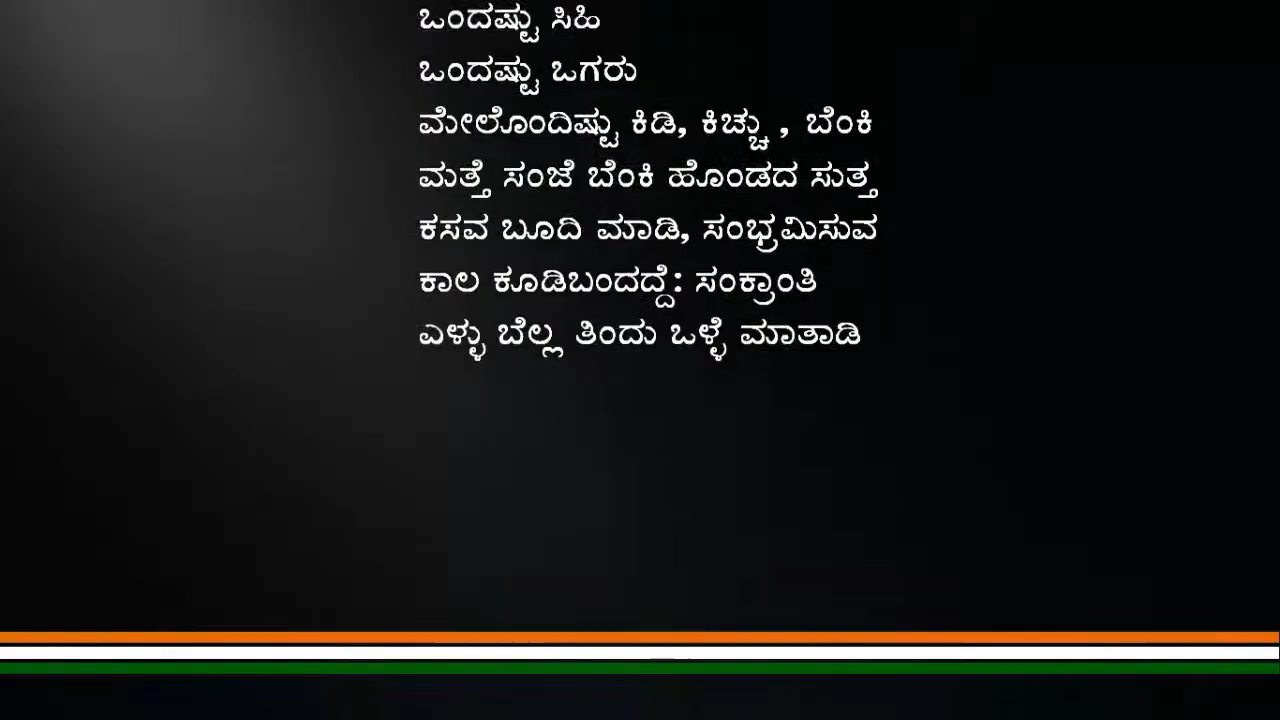 ಒಂದಷ್ಟು ಸಿಹಿ
ಒಂದಷ್ಟು ಒಗರು
ಮೇಲೊಂದಿಷ್ಟು ಕಿಡಿ, ಕಿಚ್ಚು , ಬೆಂಕಿ
ಮತ್ತೆ ಸಂಜೆ ಬೆಂಕಿ ಹೊಂಡದ ಸುತ್ತ
ಕಸವ ಬೂದಿ ಮಾಡಿ, ಸಂಭ್ರಮಿಸುವ
ಕಾಲ ಕೂಡಿಬಂದದ್ದೆ: ಸಂಕ್ರಾಂತಿ
ಎಳ್ಳು ಬೆಲ್ಲ ತಿಂದು ಒಳ್ಳೆ ಮಾತಾಡಿ